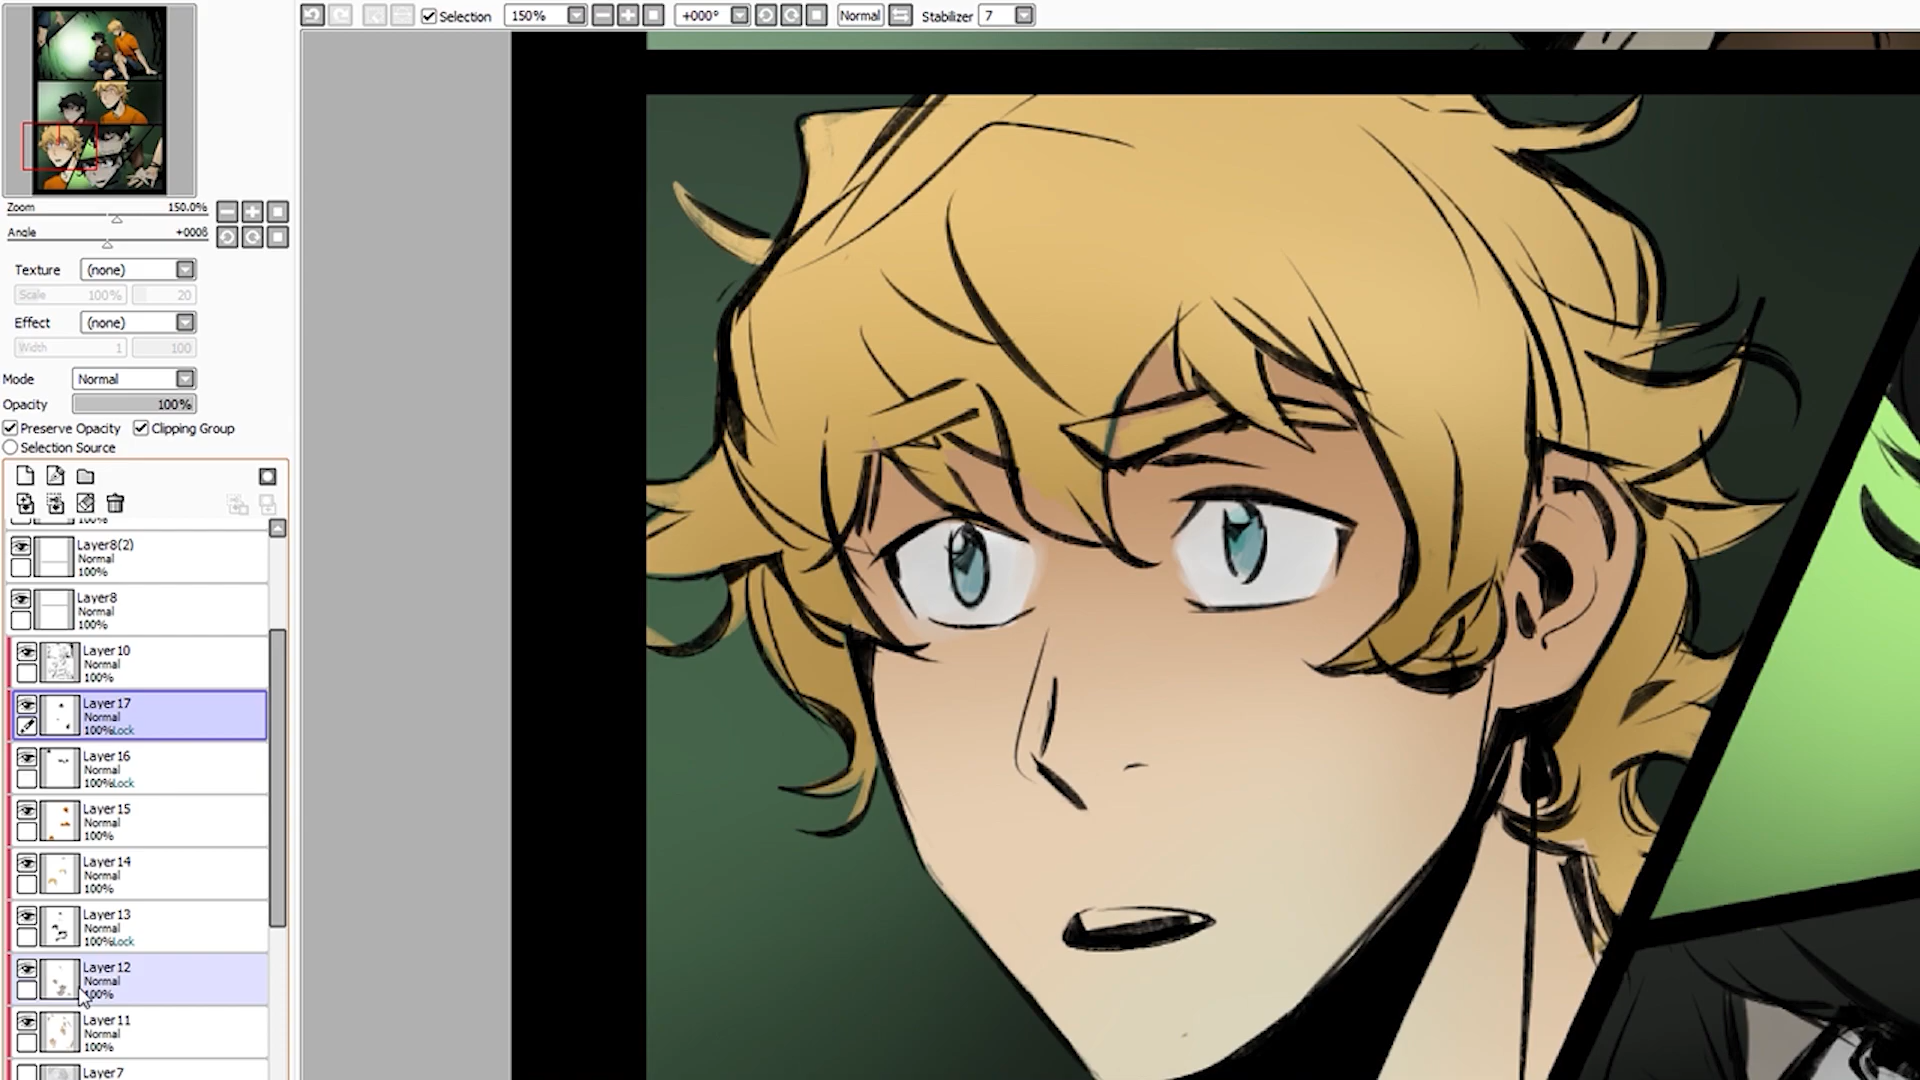 Selection 150% +000° Normal Stabilizer 7
Zoom 150.0%
Angle +000δ
Texture (none)
Scale 100% 20
Effect (none)
Width 1 100
Mode Normal
Opacity 100%
Preserve Opacity Clipping Group
Selection Source
100%
Layer8(2)
Normal
100%
Layer8
Normal
100%
Layer10
Normal
100%
Layer17
Normal
100%Lock
Layer16
Normal
100%Lock
Layer15
Normal
100%
Layer14
Normal
100%
Layer13
Normal
100%Lock
Layer12
Normal
100%
Layer11
Normal
100%
Layer7